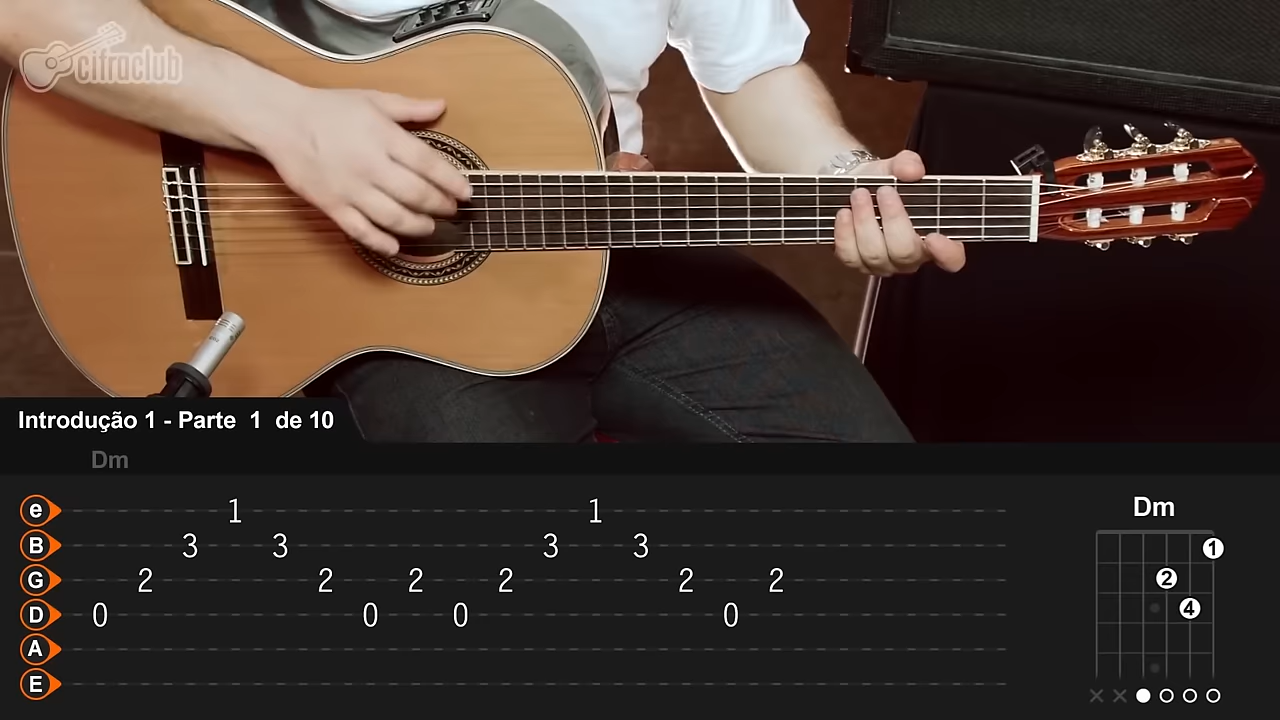 cifraclub
Introdução 1 - Parte 1 de 10
Dm
e 1 1
B 3 3 3 3
G 2 2 2 2 2 2
D 0 0 0 0
A
E
Dm
1
2
4
× ×